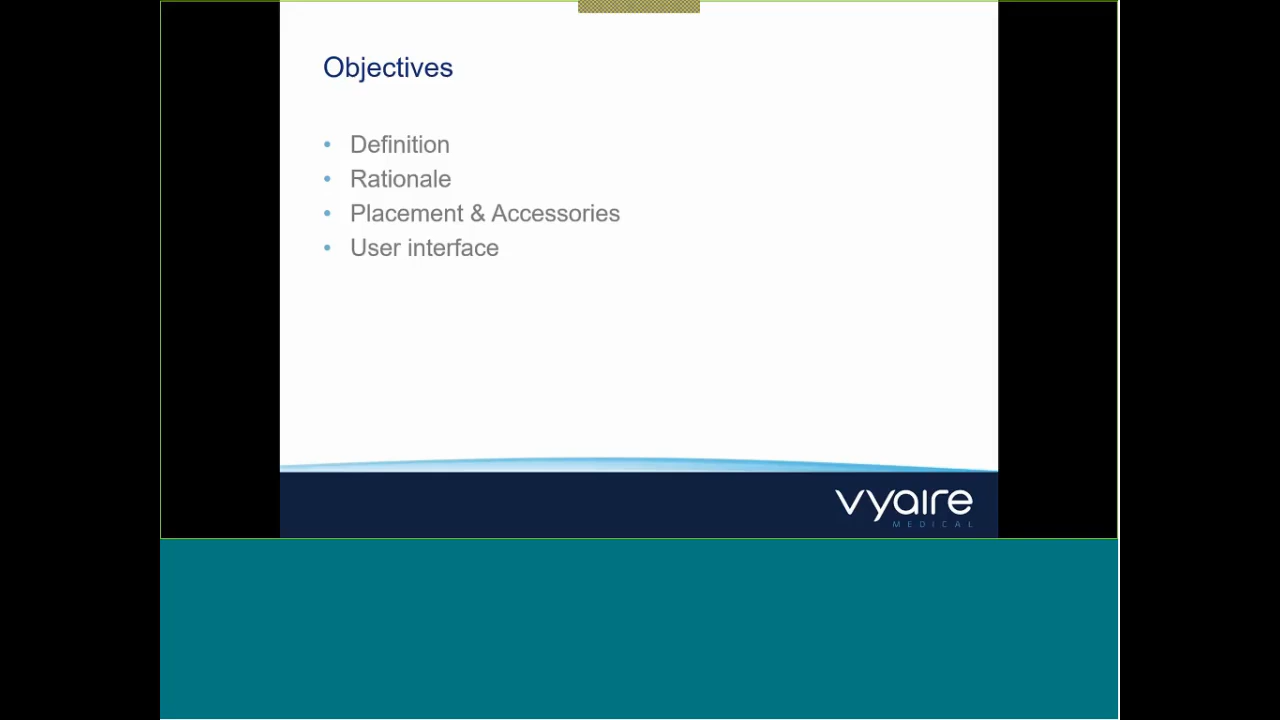 Objectives
• Definition
• Rationale
• Placement & Accessories
• User interface
vyaire
MEDICAL